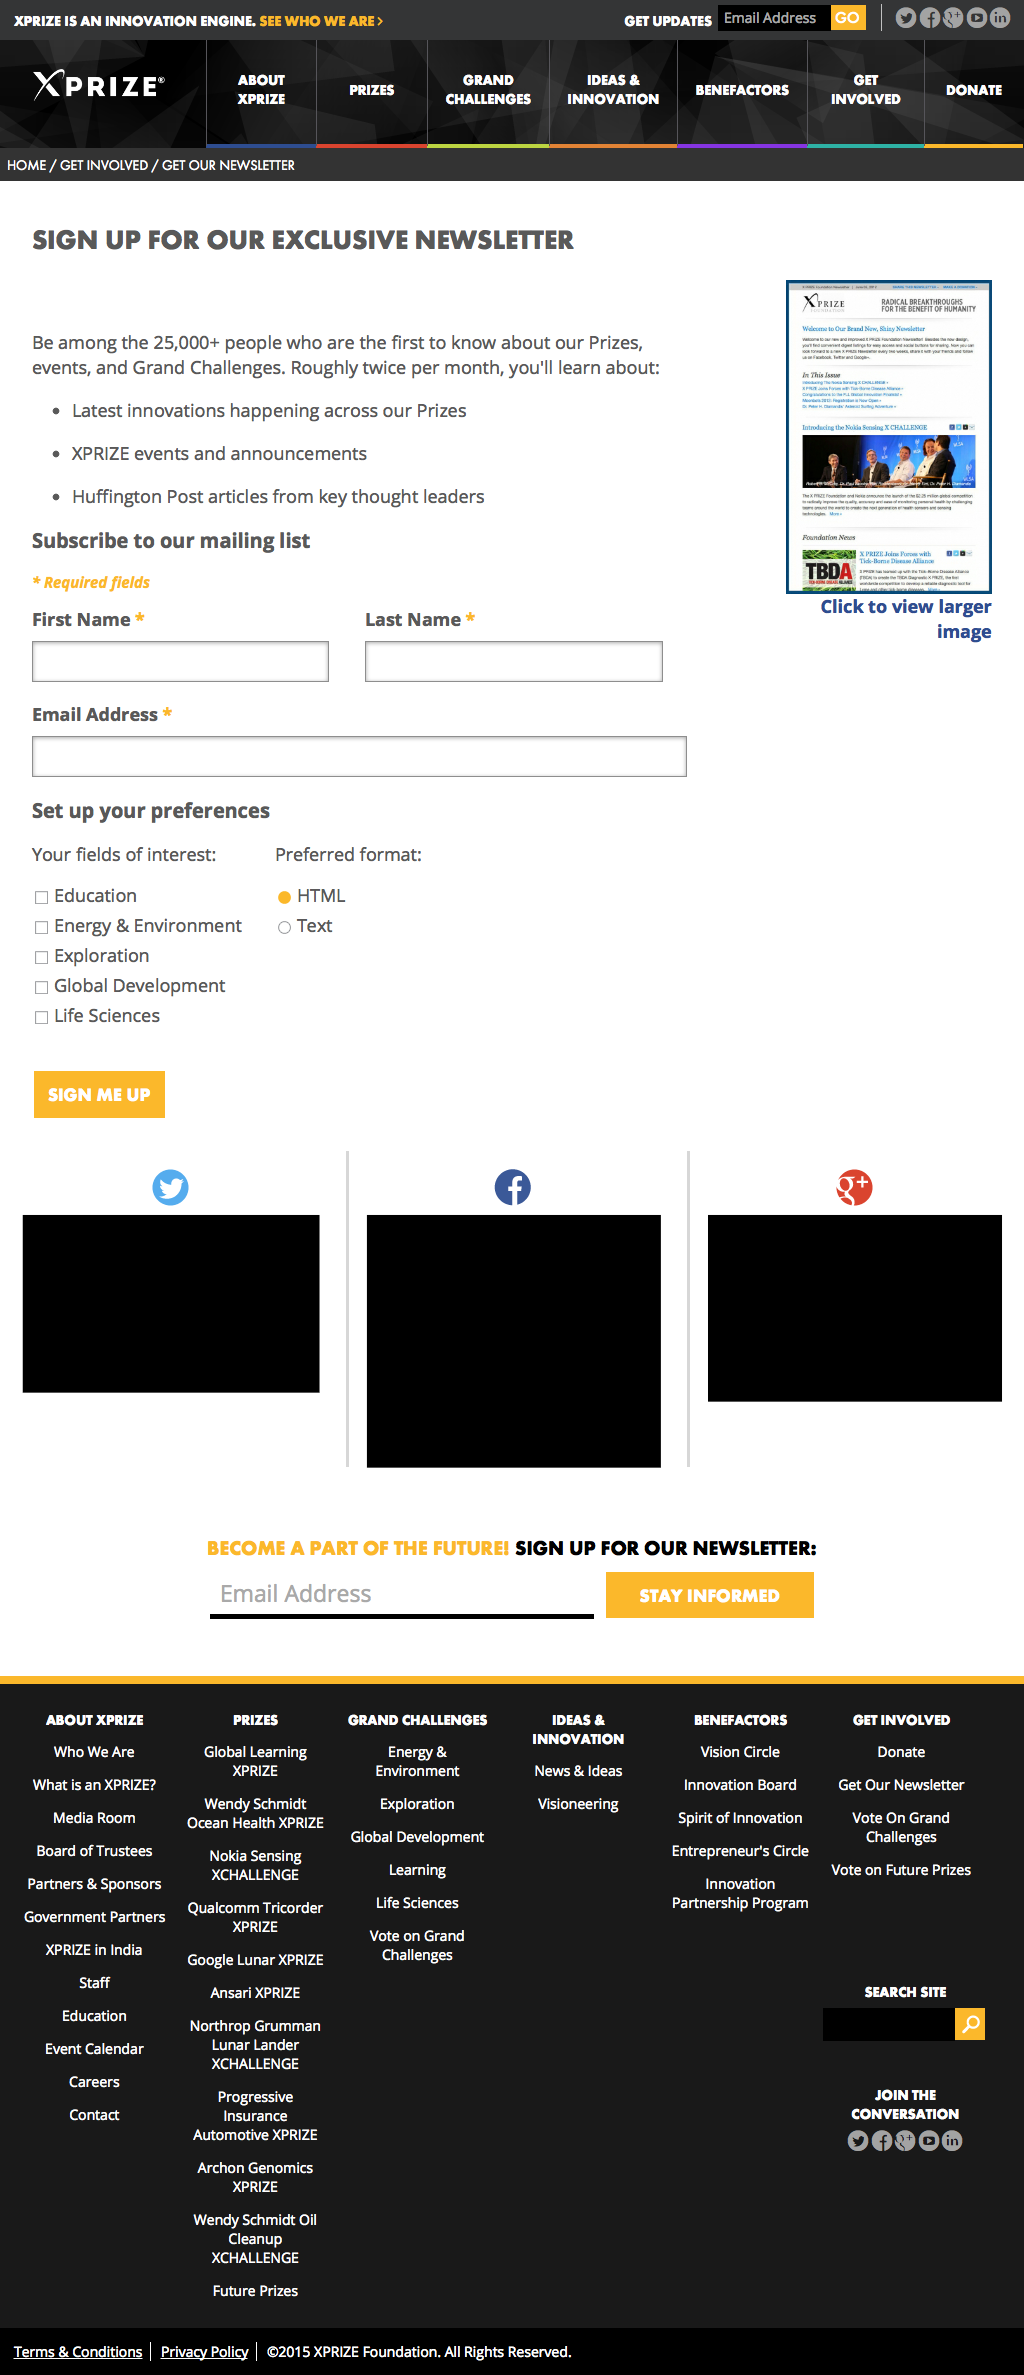 XPRIZE IS AN INNOVATION ENGINE. SEE WHO WE ARE >
GET UPDATES Email Address GO
XPRIZE®
ABOUT XPRIZE
PRIZES
GRAND CHALLENGES
IDEAS & INNOVATION
BENEFACTORS
GET INVOLVED
DONATE
HOME / GET INVOLVED / GET OUR NEWSLETTER
SIGN UP FOR OUR EXCLUSIVE NEWSLETTER
Be among the 25,000+ people who are the first to know about our Prizes,
events, and Grand Challenges. Roughly twice per month, you'll learn about:
• Latest innovations happening across our Prizes
• XPRIZE events and announcements
• Huffington Post articles from key thought leaders
XPRIZE
FOUNDATION
RADICAL BREAKTHROUGHS
FOR THE BENEFIT OF HUMANITY
Welcome to Our Brand New, Shiny Newsletter
In This Issue
Introducing the Nokia Sensing X CHALLENGE
Foundation News
TBDA
X PRIZE Joins Forces with
Tick-Borne Disease Alliance
Click to view larger
image
Subscribe to our mailing list
* Required fields
First Name *
Last Name *
Email Address *
Set up your preferences
Your fields of interest:
Education
Energy & Environment
Exploration
Global Development
Life Sciences
Preferred format:
HTML
Text
SIGN ME UP
BECOME A PART OF THE FUTURE! SIGN UP FOR OUR NEWSLETTER:
Email Address
STAY INFORMED
ABOUT XPRIZE
Who We Are
What is an XPRIZE?
Media Room
Board of Trustees
Partners & Sponsors
Government Partners
XPRIZE in India
Staff
Education
Event Calendar
Careers
Contact
PRIZES
Global Learning
XPRIZE
Wendy Schmidt
Ocean Health XPRIZE
Nokia Sensing
XCHALLENGE
Qualcomm Tricorder
XPRIZE
Google Lunar XPRIZE
Ansari XPRIZE
Northrop Grumman
Lunar Lander
XCHALLENGE
Progressive
Insurance
Automotive XPRIZE
Archon Genomics
XPRIZE
Wendy Schmidt Oil
Cleanup
XCHALLENGE
Future Prizes
GRAND CHALLENGES
Energy &
Environment
Exploration
Global Development
Learning
Life Sciences
Vote on Grand
Challenges
IDEAS &
INNOVATION
News & Ideas
Visioneering
BENEFACTORS
Vision Circle
Innovation Board
Spirit of Innovation
Entrepreneur's Circle
Innovation
Partnership Program
GET INVOLVED
Donate
Get Our Newsletter
Vote On Grand
Challenges
Vote on Future Prizes
SEARCH SITE
JOIN THE
CONVERSATION
Terms & Conditions | Privacy Policy | ©2015 XPRIZE Foundation. All Rights Reserved.